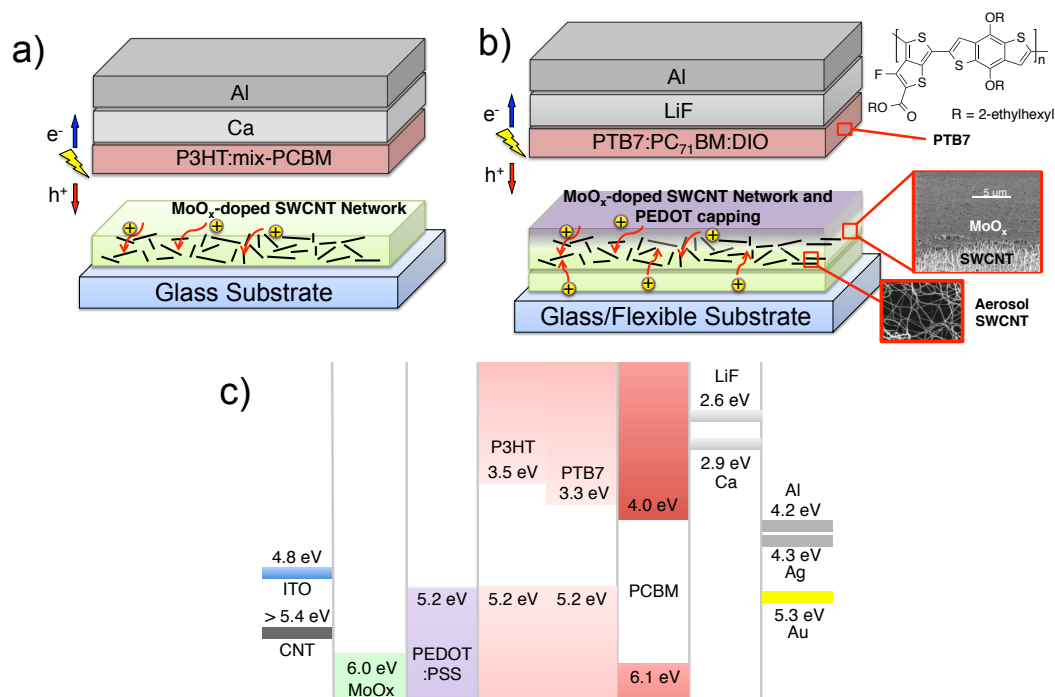 a)
Al
Ca
e-
P3HT:mix-PCBM
h+
MoOx-doped SWCNT Network
+ + +
Glass Substrate
b)
Al
LiF
e-
PTB7:PC71BM:DIO
h+
MoOx-doped SWCNT Network and
PEDOT capping
+ + +
+ + +
Glass/Flexible Substrate
OR
S
S
S
n
F
S
S
RO
O
OR
R = 2-ethylhexyl
PTB7
5 μm
MoOx
SWCNT
Aerosol
SWCNT
c)
LiF
2.6 eV
2.9 eV
Ca
P3HT
3.5 eV
PTB7
3.3 eV
4.0 eV
Al
4.2 eV
4.3 eV
Ag
4.8 eV
ITO
> 5.4 eV
CNT
5.2 eV
5.2 eV
5.2 eV
PCBM
5.3 eV
Au
6.0 eV
MoOx
PEDOT
:PSS
6.1 eV